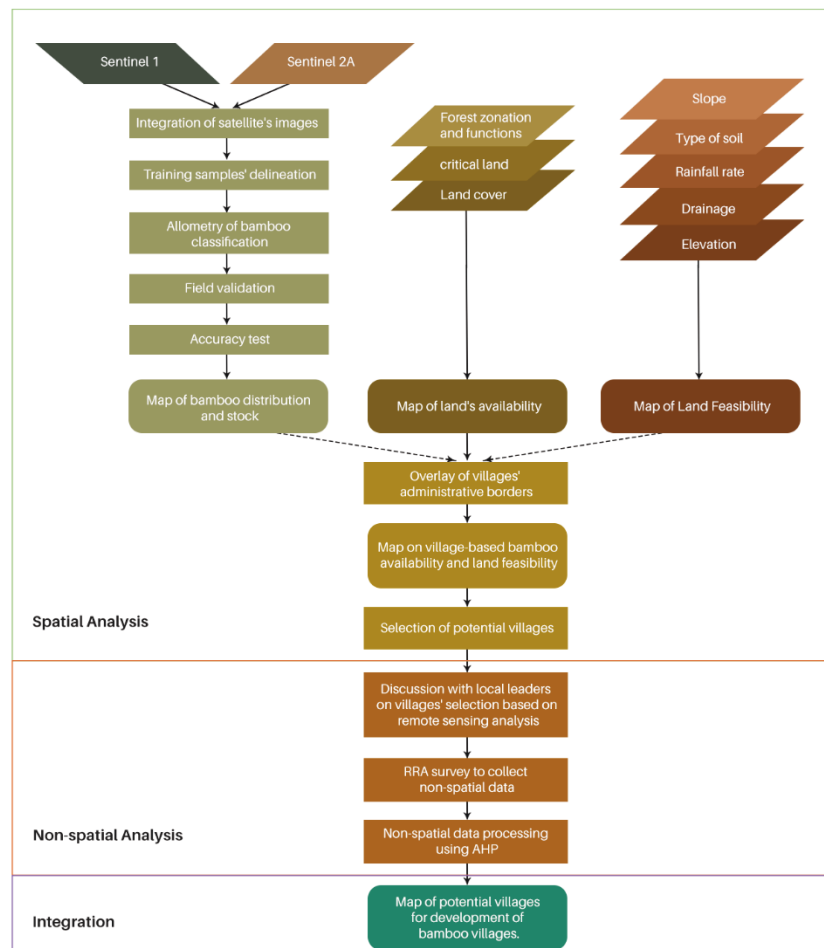 Sentinel 1
Sentinel 2A
Integration of satellite's images
Training samples' delineation
Allometry of bamboo
classification
Field validation
Accuracy test
Map of bamboo distribution
and stock
Forest zonation
and functions
critical land
Land cover
Map of land's availability
Slope
Type of soil
Rainfall rate
Drainage
Elevation
Map of Land Feasibility
Overlay of villages'
administrative borders
Map on village-based bamboo
availability and land feasibility
Selection of potential villages
Spatial Analysis
Discussion with local leaders
on villages' selection based on
remote sensing analysis
RRA survey to collect
non-spatial data
Non-spatial data processing
using AHP
Non-spatial Analysis
Map of potential villages
for development of
bamboo villages.
Integration